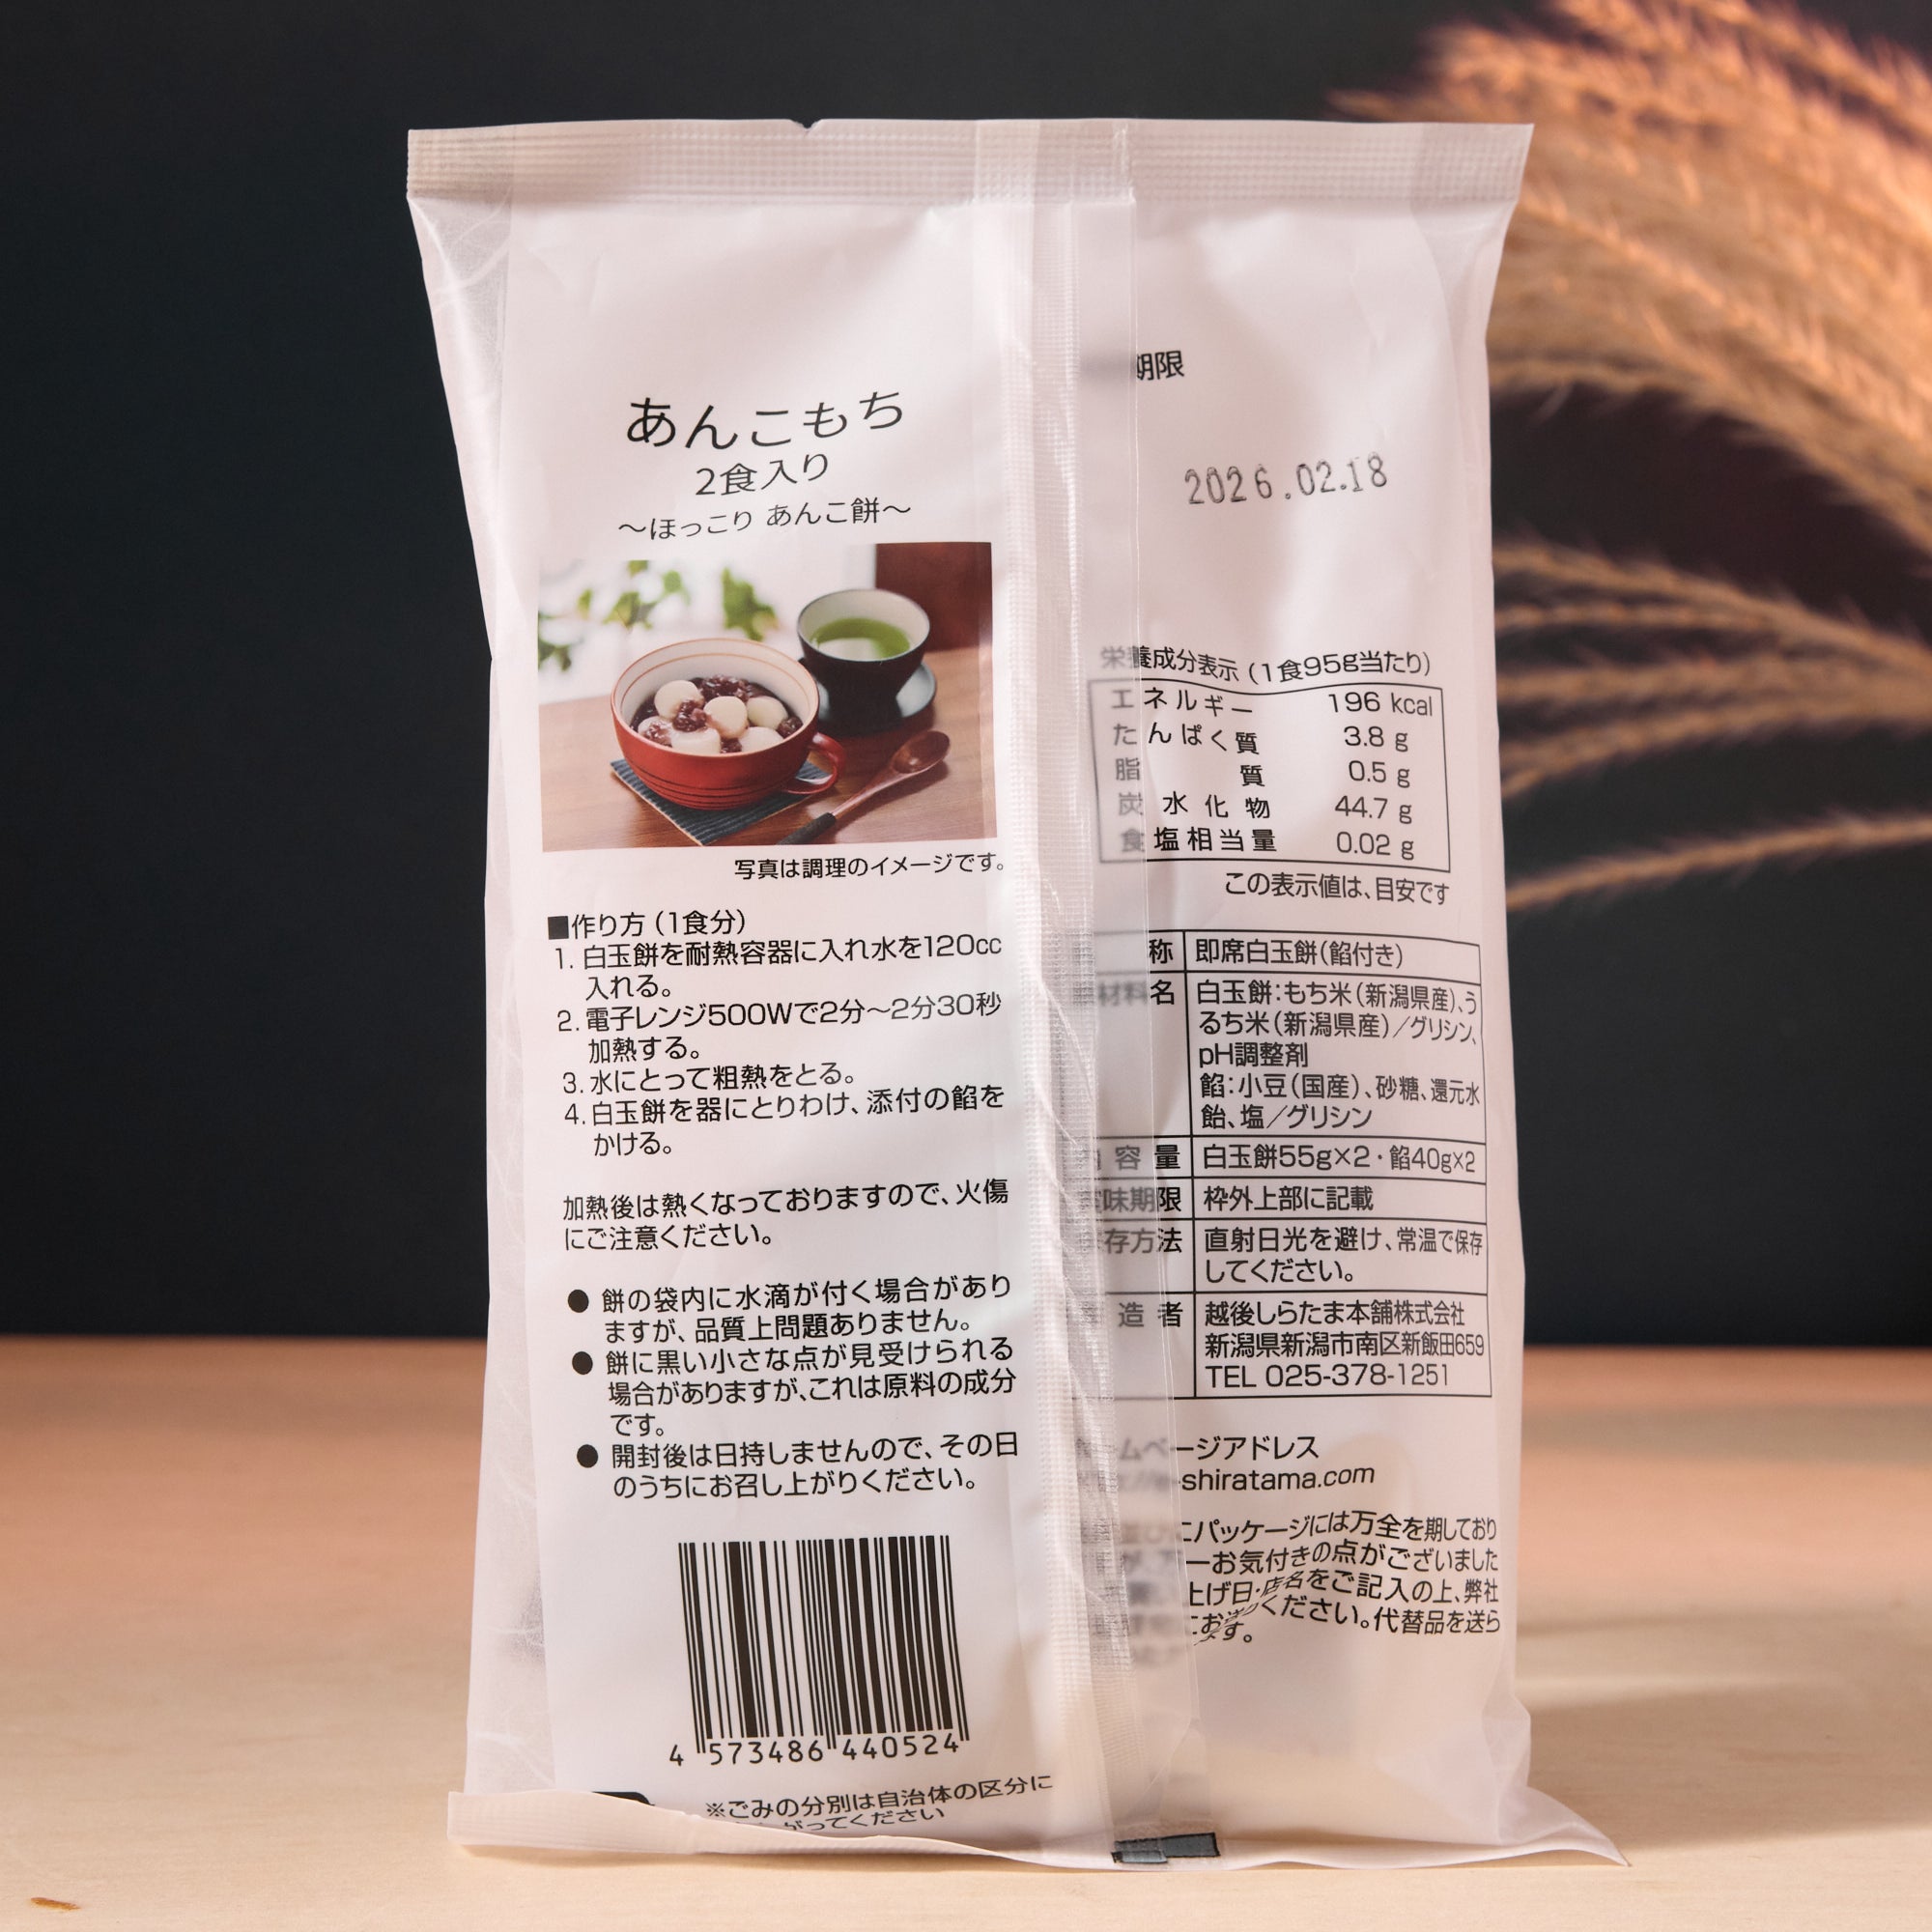 あんこもち
2食入り
～ほっこり あんこ餅～
写真は調理のイメージです。
■作り方（1食分）
1. 白玉餅を耐熱容器に入れ水を120cc
入れる。
2. 電子レンジ500Wで2分～2分30秒
加熱する。
3. 水にとって粗熱をとる。
4. 白玉餅を器にとりわけ、添付の餡を
かける。
加熱後は熱くなっておりますので、火傷
にご注意ください。
● 餅の袋内に水滴が付く場合があり
ますが、品質上問題ありません。
● 餅に黒い小さな点が見受けられる
場合がありますが、これは原料の成分
です。
● 開封後は日持しませんので、その日
のうちにお召し上がりください。
4 573486 440524
※ごみの分別は自治体の区分に
がってください
期限
2026.02.18
栄養成分表示（1食95g当たり）
エネルギー 196 kcal
たんぱく質 3.8 g
脂質 0.5 g
炭水化物 44.7 g
食塩相当量 0.02 g
この表示値は、目安です
称 即席白玉餅（餡付き）
材料名 白玉餅：もち米（新潟県産）、う
るち米（新潟県産）／グリシン、
pH調整剤
餡：小豆（国産）、砂糖、還元水
飴、塩／グリシン
容量 白玉餅55g×2・餡40g×2
味期限 枠外上部に記載
存方法 直射日光を避け、常温で保存
してください。
造者 越後しらたま本舗株式会社
新潟県新潟市南区新飯田659
TEL 025-378-1251
ームページアドレス
-shiratama.com
にパッケージには万全を期しており
一お気付きの点がございました
上げ日・店名をご記入の上、弊社
にお送りください。代替品を送ら
ます。